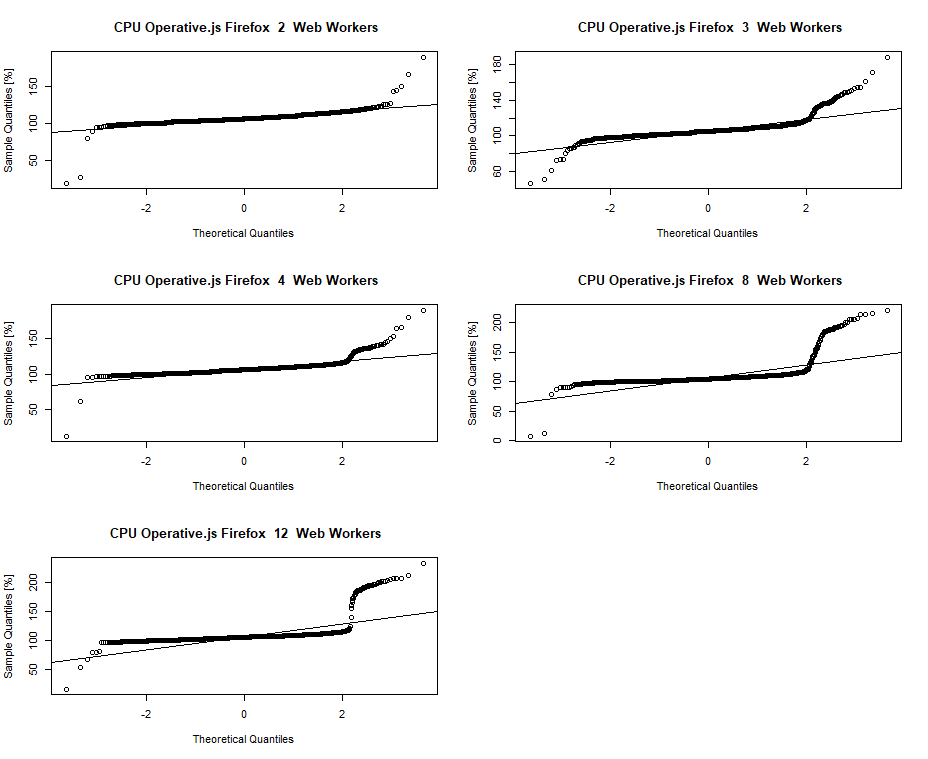 CPU Operative.js Firefox  2  Web Workers
Sample Quantiles [%]
50 100 150
-2 0 2
Theoretical Quantiles
CPU Operative.js Firefox  3  Web Workers
Sample Quantiles [%]
60 100 140 180
-2 0 2
Theoretical Quantiles
CPU Operative.js Firefox  4  Web Workers
Sample Quantiles [%]
50 100 150
-2 0 2
Theoretical Quantiles
CPU Operative.js Firefox  8  Web Workers
Sample Quantiles [%]
0 50 100 150 200
-2 0 2
Theoretical Quantiles
CPU Operative.js Firefox  12  Web Workers
Sample Quantiles [%]
50 100 150 200
-2 0 2
Theoretical Quantiles